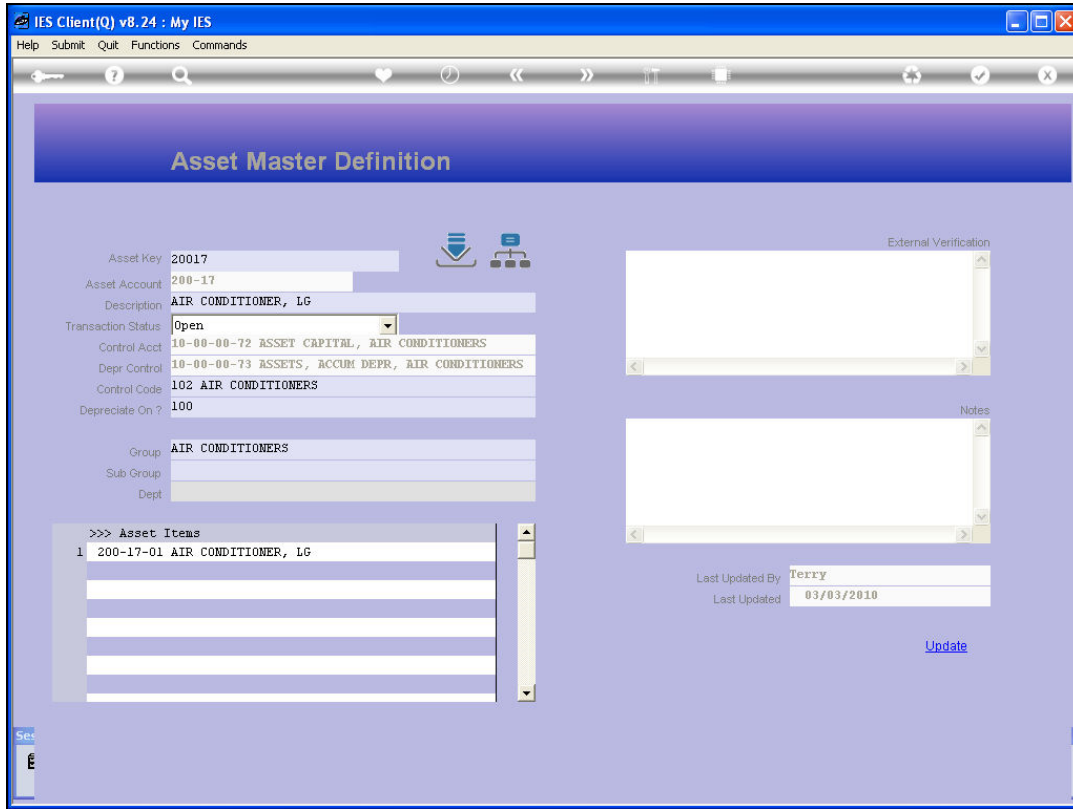 IES Client(Q) v8.24 : My IES
Help Submit Quit Functions Commands
Asset Master Definition
Asset Key 20017
Asset Account 200-17
Description AIR CONDITIONER, LG
Transaction Status Open
Control Acct 10-00-00-72 ASSET CAPITAL, AIR CONDITIONERS
Depr Control 10-00-00-73 ASSETS, ACCUM DEPR, AIR CONDITIONERS
Control Code 102 AIR CONDITIONERS
Depreciate On ? 100
Group AIR CONDITIONERS
Sub Group
Dept
>>> Asset Items
1 200-17-01 AIR CONDITIONER, LG
External Verification
Notes
Last Updated By Terry
Last Updated 03/03/2010
Update